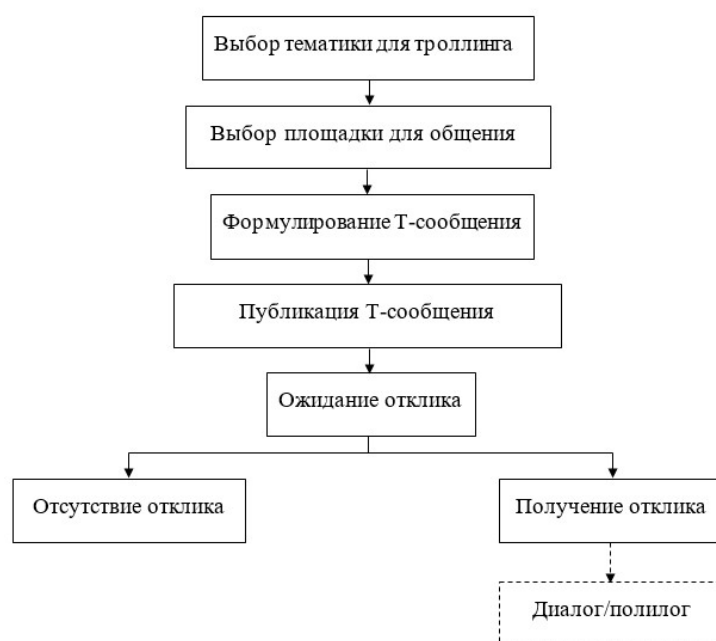 Выбор тематики для троллинга
Выбор площадки для общения
Формулирование Т-сообщения
Публикация Т-сообщения
Ожидание отклика
Отсутствие отклика
Получение отклика
Диалог/полилог